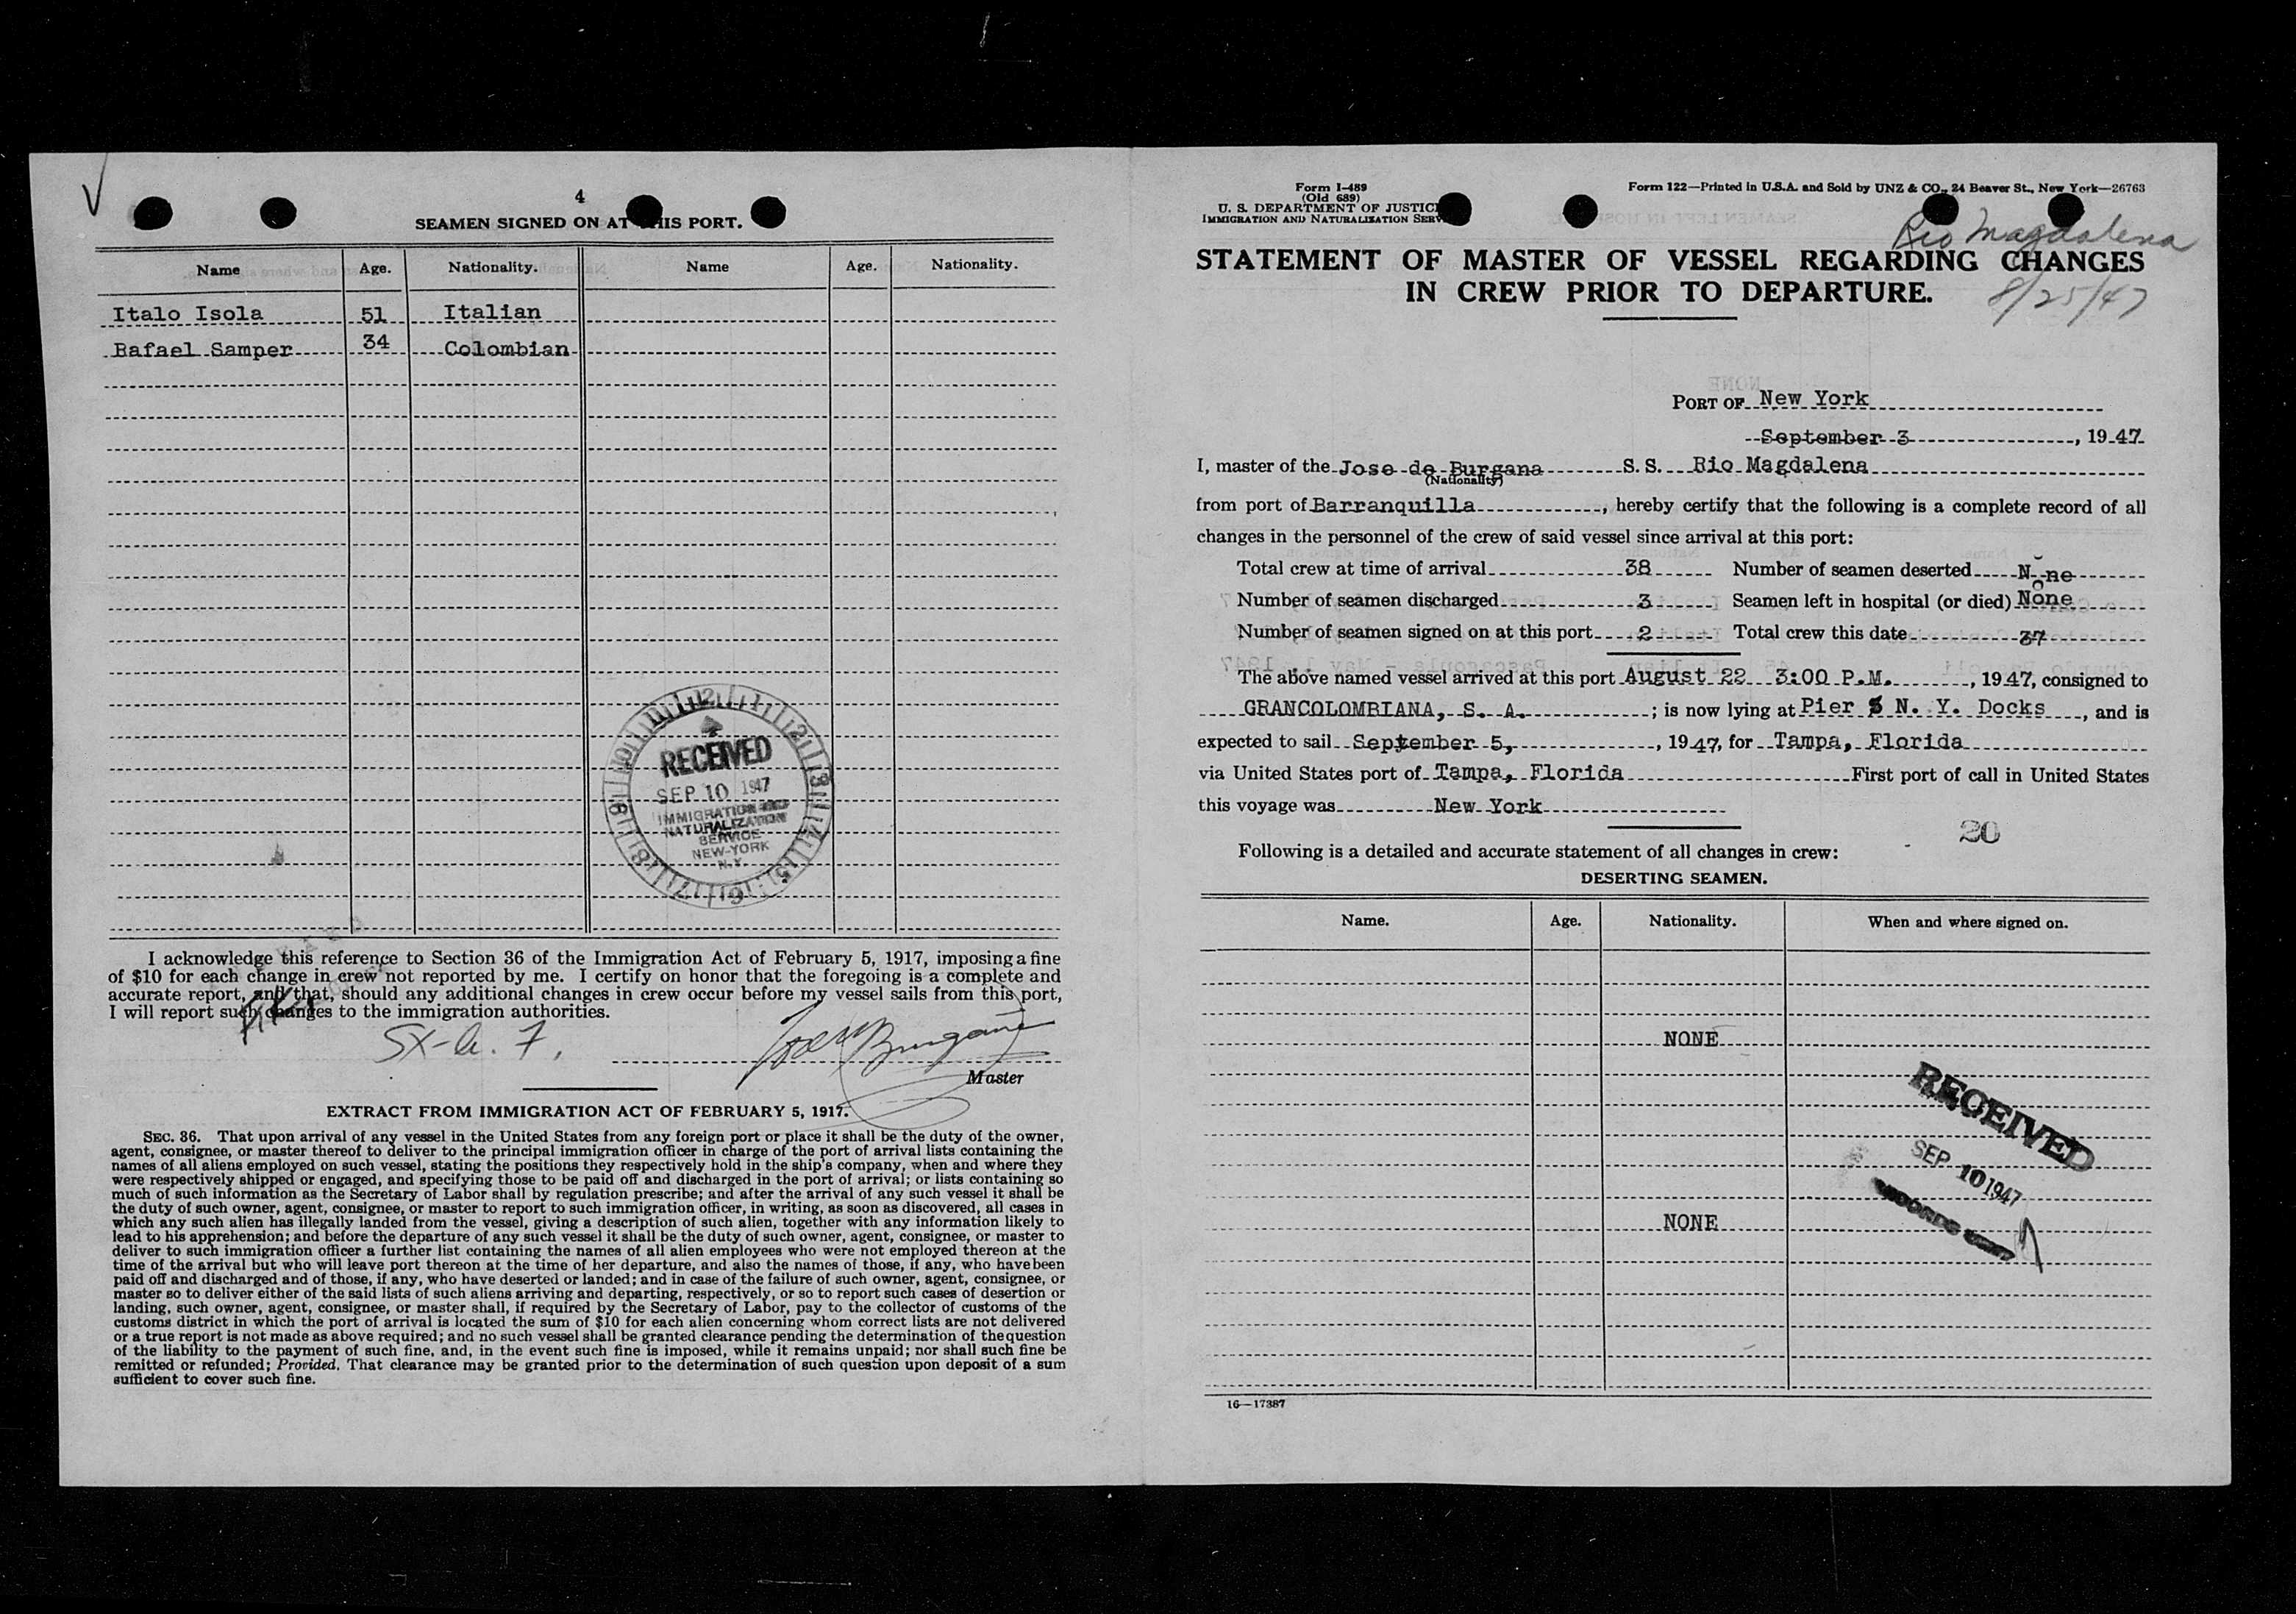 4
SEAMEN SIGNED ON AT THIS PORT.
Name Age. Nationality. Name Age. Nationality.
Italo Isola 51 Italian
Rafael Samper 34 Colombian
RECEIVED
SEP 10 1947
IMMIGRATION AND
NATURALIZATION
SERVICE
NEW-YORK
N.Y.
I acknowledge this reference to Section 36 of the Immigration Act of February 5, 1917, imposing a fine
of $10 for each change in crew not reported by me. I certify on honor that the foregoing is a complete and
accurate report, and that, should any additional changes in crew occur before my vessel sails from this port,
I will report such changes to the immigration authorities.
Master
EXTRACT FROM IMMIGRATION ACT OF FEBRUARY 5, 1917.
SEC. 36. That upon arrival of any vessel in the United States from any foreign port or place it shall be the duty of the owner,
agent, consignee, or master thereof to deliver to the principal immigration officer in charge of the port of arrival lists containing the
names of all aliens employed on such vessel, stating the positions they respectively hold in the ship's company, when and where they
were respectively shipped or engaged, and specifying those to be paid off and discharged in the port of arrival; or lists containing so
much of such information as the Secretary of Labor shall by regulation prescribe; and after the arrival of any such vessel it shall be
the duty of such owner, agent, consignee, or master to report to such immigration officer, in writing, as soon as discovered, all cases in
which any such alien has illegally landed from the vessel, giving a description of such alien, together with any information likely to
lead to his apprehension; and before the departure of any such vessel it shall be the duty of such owner, agent, consignee, or master to
deliver to such immigration officer a further list containing the names of all alien employees who were not employed thereon at the
time of the arrival but who will leave port thereon at the time of her departure, and also the names of those, if any, who have been
paid off and discharged and of those, if any, who have deserted or landed; and in case of the failure of such owner, agent, consignee, or
master so to deliver either of the said lists of such aliens arriving and departing, respectively, or so to report such cases of desertion or
landing, such owner, agent, consignee, or master shall, if required by the Secretary of Labor, pay to the collector of customs of the
customs district in which the port of arrival is located the sum of $10 for each alien concerning whom correct lists are not delivered
or a true report is not made as above required; and no such vessel shall be granted clearance pending the determination of the question
of the liability to the payment of such fine, and, in the event such fine is imposed, while it remains unpaid; nor shall such fine be
remitted or refunded; Provided, That clearance may be granted prior to the determination of such question upon deposit of a sum
sufficient to cover such fine.
Form I-489
(Old 689)
U. S. DEPARTMENT OF JUSTICE
IMMIGRATION AND NATURALIZATION SERV
Form 122—Printed in U.S.A. and Sold by UNZ & CO., 24 Beaver St., New York—26763
Rio Magdalena
STATEMENT OF MASTER OF VESSEL REGARDING CHANGES
IN CREW PRIOR TO DEPARTURE.
8/25/47
PORT OF New York
September 3, 1947
I, master of the Jose de Burgana S. S. Rio Magdalena
(Nationality)
from port of Barranquilla, hereby certify that the following is a complete record of all
changes in the personnel of the crew of said vessel since arrival at this port:
Total crew at time of arrival 38 Number of seamen deserted None
Number of seamen discharged 3 Seamen left in hospital (or died) None
Number of seamen signed on at this port 2 Total crew this date 37
The above named vessel arrived at this port August 22 3:00 P.M., 1947, consigned to
GRANCOLOMBIANA, S. A.; is now lying at Pier 5 N. Y. Docks, and is
expected to sail September 5, 1947, for Tampa, Florida
via United States port of Tampa, Florida First port of call in United States
this voyage was New York
20
Following is a detailed and accurate statement of all changes in crew:
DESERTING SEAMEN.
Name. Age. Nationality. When and where signed on.
NONE
RECEIVED
SEP 10 1947
NONE
16—17387